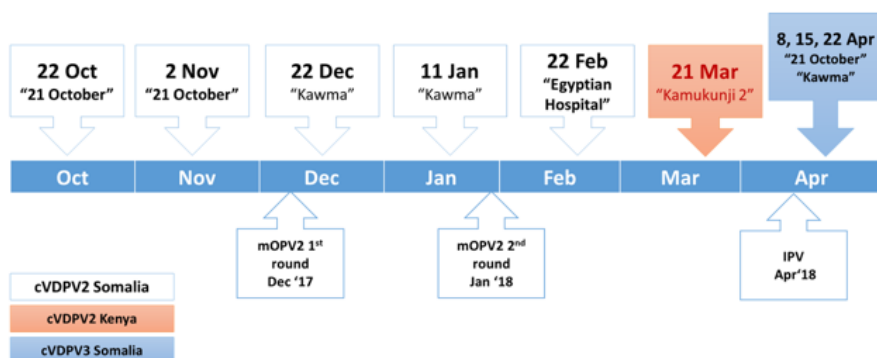 22 Oct
“21 October”
2 Nov
“21 October”
22 Dec
“Kawma”
11 Jan
“Kawma”
22 Feb
“Egyptian
Hospital”
21 Mar
“Kamukunji 2”
8, 15, 22 Apr
“21 October”
“Kawma”
Oct Nov Dec Jan Feb Mar Apr
mOPV2 1st
round
Dec ‘17
mOPV2 2nd
round
Jan ‘18
IPV
Apr‘18
cVDPV2 Somalia
cVDPV2 Kenya
cVDPV3 Somalia